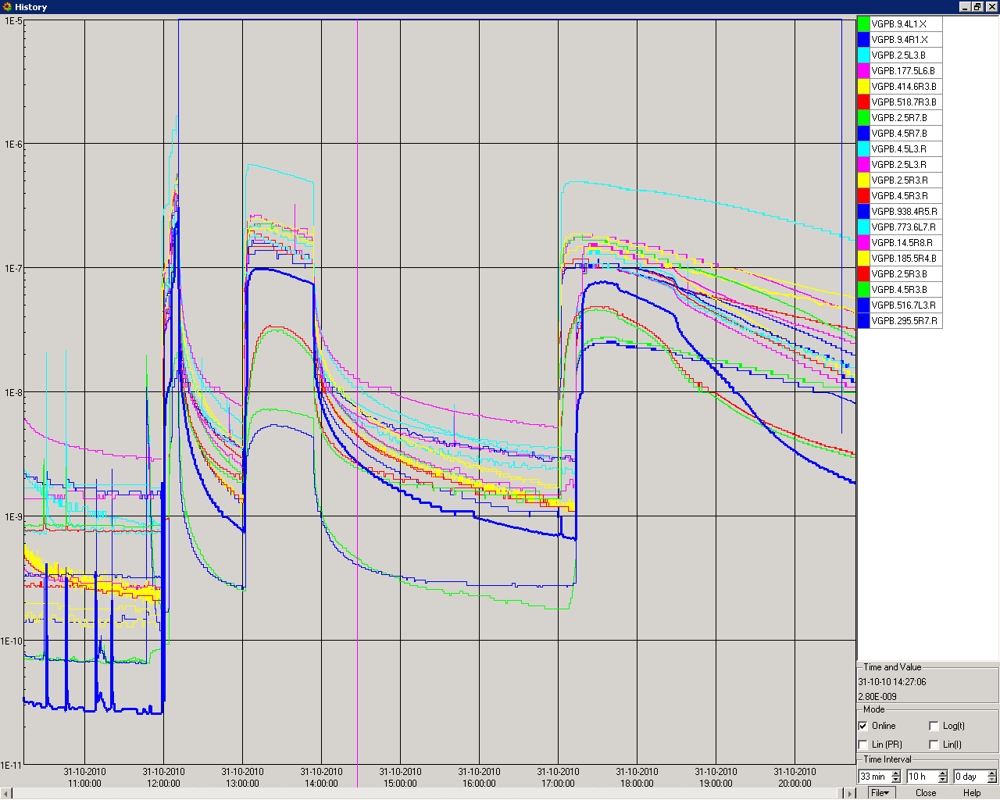 History
1E-5
1E-6
1E-7
1E-8
1E-9
1E-10
1E-11
31-10-2010 31-10-2010 31-10-2010 31-10-2010 31-10-2010 31-10-2010 31-10-2010 31-10-2010 31-10-2010 31-10-2010
11:00:00 12:00:00 13:00:00 14:00:00 15:00:00 16:00:00 17:00:00 18:00:00 19:00:00 20:00:00
VGPB.9.4L1.X
VGPB.9.4R1.X
VGPB.2.5L3.B
VGPB.177.5L6.B
VGPB.414.6R3.B
VGPB.518.7R3.B
VGPB.2.5R7.B
VGPB.4.5R7.B
VGPB.4.5L3.R
VGPB.2.5L3.R
VGPB.2.5R3.R
VGPB.4.5R3.R
VGPB.938.4R5.R
VGPB.773.6L7.R
VGPB.14.5R8.R
VGPB.185.5R4.B
VGPB.2.5R3.B
VGPB.4.5R3.B
VGPB.516.7L3.R
VGPB.295.5R7.R
Time and Value
31-10-10 14:27:06
2.80E-009
Mode
Online Log(t)
Lin (PR) Lin(I)
Time Interval
33 min 10 h 0 day
File Close Help